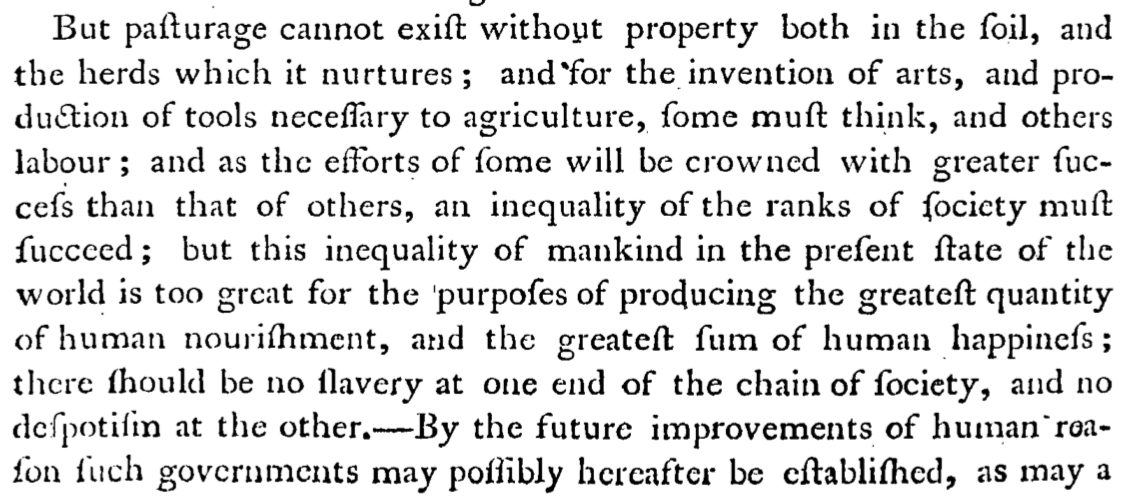 But paſturage cannot exiſt without property both in the ſoil, and
the herds which it nurtures; and for the invention of arts, and pro-
duction of tools neceſſary to agriculture, ſome muſt think, and others
labour; and as the efforts of ſome will be crowned with greater ſuc-
ceſs than that of others, an inequality of the ranks of ſociety muſt
ſucceed; but this inequality of mankind in the preſent ſtate of the
world is too great for the purpoſes of producing the greateſt quantity
of human nouriſhment, and the greateſt ſum of human happineſs;
there ſhould be no ſlavery at one end of the chain of ſociety, and no
deſpotiſm at the other.—By the future improvements of human rea-
ſon ſuch governments may poſſibly hereafter be eſtabliſhed, as may a